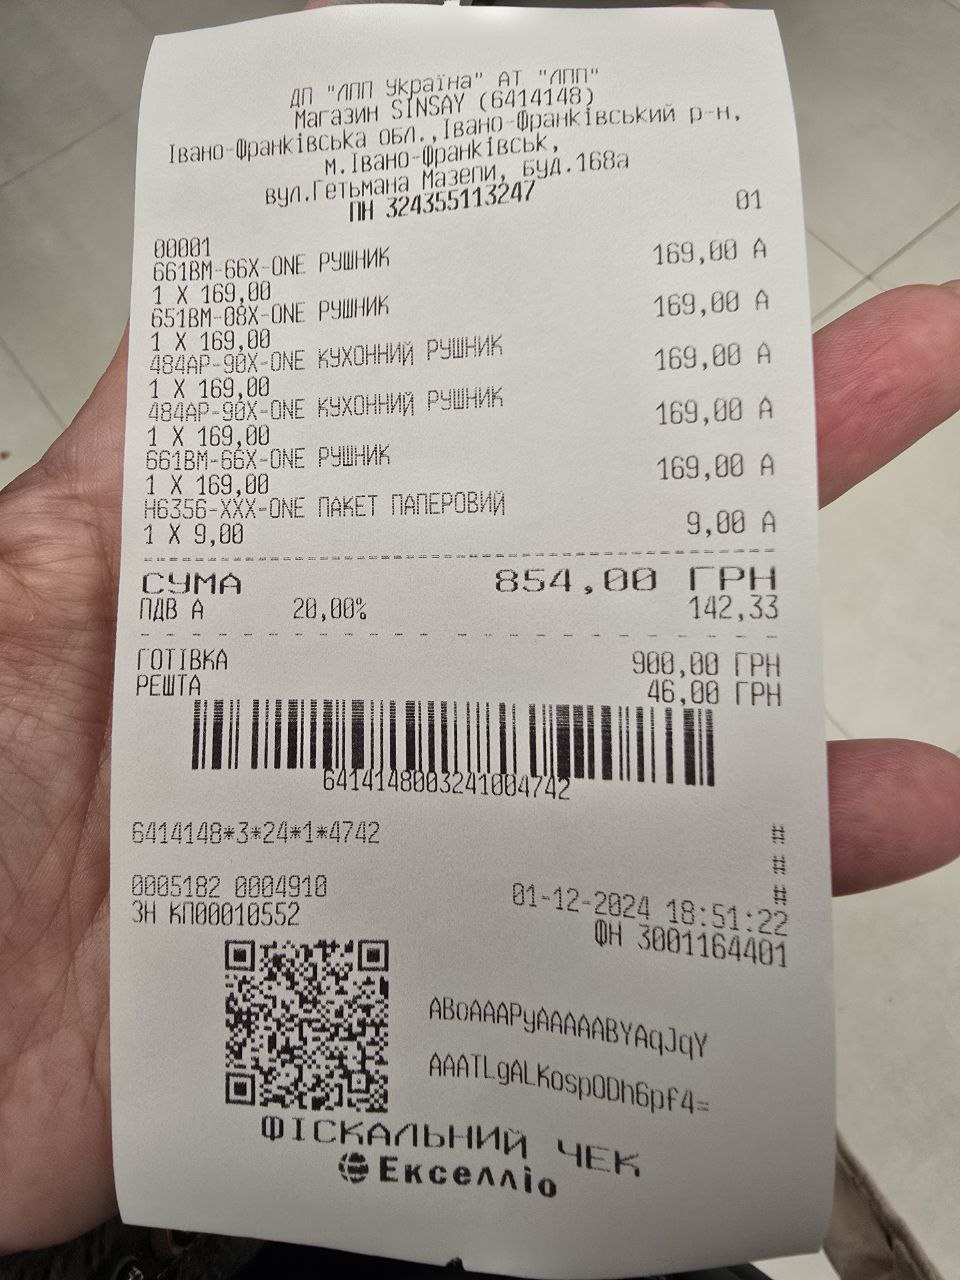 ДП "ЛПП Україна" АТ "ЛПП"
Магазин SINSAY (6414148)
Івано-Франківська обл.,Івано-Франківський р-н,
м.Івано-Франківськ,
вул.Гетьмана Мазепи, буд.168а
ПН 324355113247
00001 01
661BM-66X-ONE РУШНИК
1 X 169,00 169,00 А
651BM-08X-ONE РУШНИК
1 X 169,00 169,00 А
484AP-90X-ONE КУХОННИЙ РУШНИК
1 X 169,00 169,00 А
484AP-90X-ONE КУХОННИЙ РУШНИК
1 X 169,00 169,00 А
661BM-66X-ONE РУШНИК
1 X 169,00 169,00 А
H6356-XXX-ONE ПАКЕТ ПАПЕРОВИЙ
1 X 9,00 9,00 А
СУМА 854,00 ГРН
ПДВ А 20,00% 142,33
ГОТІВКА 900,00 ГРН
РЕШТА 46,00 ГРН
6414148003241004742
6414148*3*24*1*4742 #
#
#
0005182 0004910 01-12-2024 18:51:22
ЗН КП00010552 ФН 3001164401
ABoAAAPyAAAAABYAqJqY
AAATLgALKospODh6pf4=
ФІСКАЛЬНИЙ ЧЕК
Екселліо